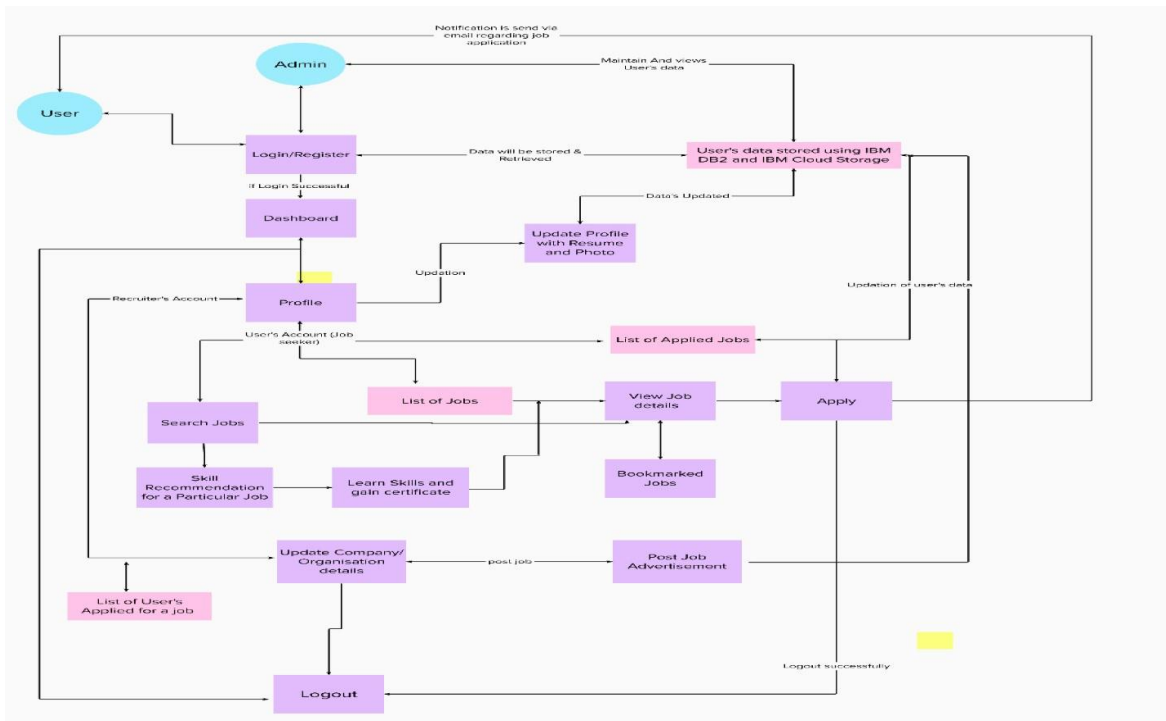 Notification is send via
email regarding job
application
Admin
Maintain And views
User's data
User
Login/Register
Data will be stored &
Retrieved
User's data stored using IBM
DB2 and IBM Cloud Storage
If Login Successful
Data's Updated
Dashboard
Update Profile
with Resume
and Photo
Updation
Updation of user's data
Recruiter's Account
Profile
User's Account (Job
seeker)
List of Applied Jobs
List of Jobs
View Job
details
Apply
Search Jobs
Skill
Recommendation
for a Particular Job
Learn Skills and
gain certificate
Bookmarked
Jobs
Update Company/
Organisation
details
post job
Post Job
Advertisement
List of User's
Applied for a job
Logout successfully
Logout